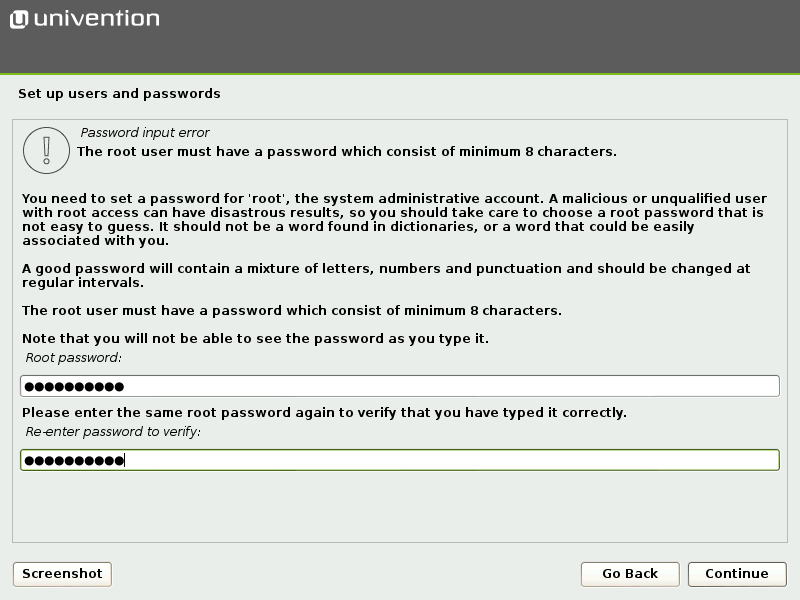 univention
Set up users and passwords
Password input error
The root user must have a password which consist of minimum 8 characters.
You need to set a password for 'root', the system administrative account. A malicious or unqualified user
with root access can have disastrous results, so you should take care to choose a root password that is
not easy to guess. It should not be a word found in dictionaries, or a word that could be easily
associated with you.
A good password will contain a mixture of letters, numbers and punctuation and should be changed at
regular intervals.
The root user must have a password which consist of minimum 8 characters.
Note that you will not be able to see the password as you type it.
Root password:
●●●●●●●●●●
Please enter the same root password again to verify that you have typed it correctly.
Re-enter password to verify:
●●●●●●●●●●
Screenshot Go Back Continue